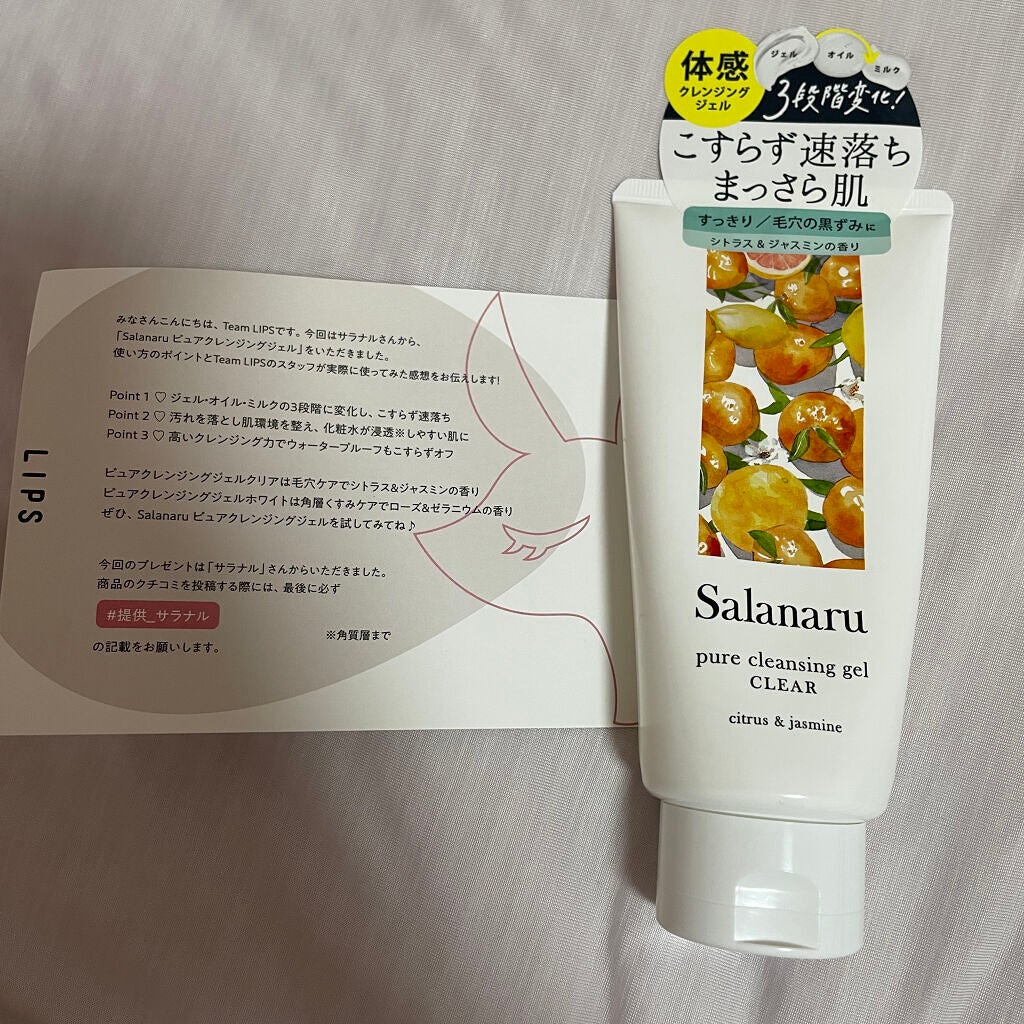 みなさんこんにちは、Team LIPSです。今回はサラナルさんから、
「Salanaru ピュアクレンジングジェル」をいただきました。
使い方のポイントとTeam LIPSのスタッフが実際に使ってみた感想をお伝えします!
Point 1 ♡ ジェル・オイル・ミルクの3段階に変化し、こすらず速落ち
Point 2 ♡ 汚れを落とし肌環境を整え、化粧水が浸透※しやすい肌に
Point 3 ♡ 高いクレンジング力でウォータープルーフもこすらずオフ
ピュアクレンジングジェルクリアは毛穴ケアでシトラス&ジャスミンの香り
ピュアクレンジングジェルホワイトは角層くすみケアでローズ&ゼラニウムの香り
ぜひ、Salanaru ピュアクレンジングジェルを試してみてね♪
今回のプレゼントは「サラナル」さんからいただきました。
商品のクチコミを投稿する際には、最後に必ず
#提供_サラナル
の記載をお願いします。
※角質層まで
LIPS
体感
クレンジング
ジェル
ジェル
オイル
ミルク
3段階変化!
こすらず速落ち
まっさら肌
すっきり/毛穴の黒ずみに
シトラス&ジャスミンの香り
Salanaru
pure cleansing gel
CLEAR
citrus & jasmine